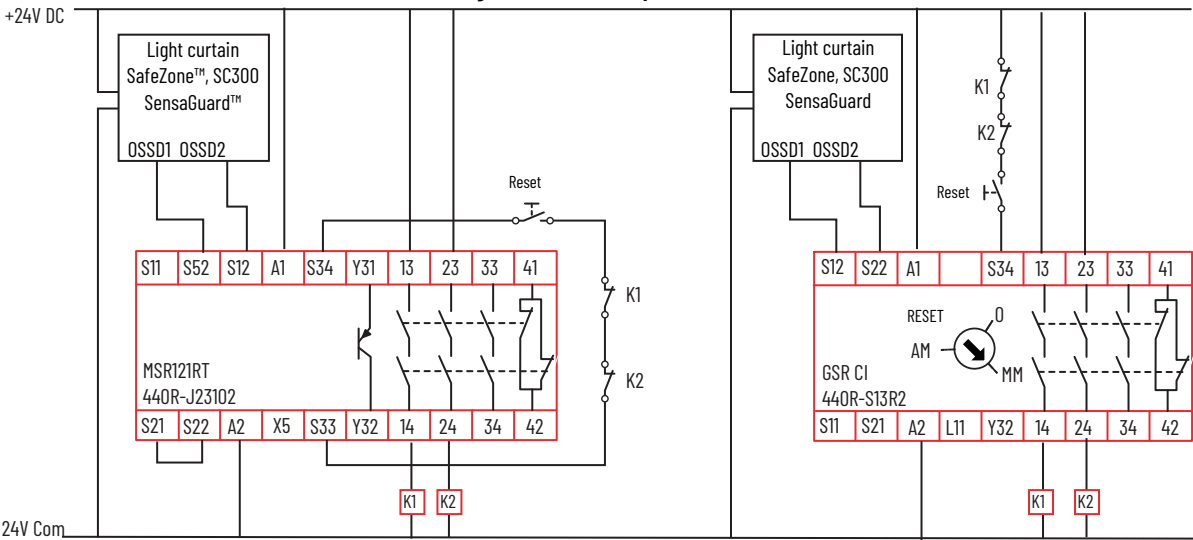 +24V DC
Light curtain
SafeZone™, SC300
SensaGuard™
OSSD1 OSSD2
Reset
S11 S52 S12 A1 S34 Y31 13 23 33 41
K1
K2
MSR121RT
440R-J23102
S21 S22 A2 X5 S33 Y32 14 24 34 42
K1 K2
24V Com
Light curtain
SafeZone, SC300
SensaGuard
OSSD1 OSSD2
K1
K2
Reset
S12 S22 A1 S34 13 23 33 41
RESET 0
AM
MM
GSR CI
440R-S13R2
S11 S21 A2 L11 Y32 14 24 34 42
K1 K2